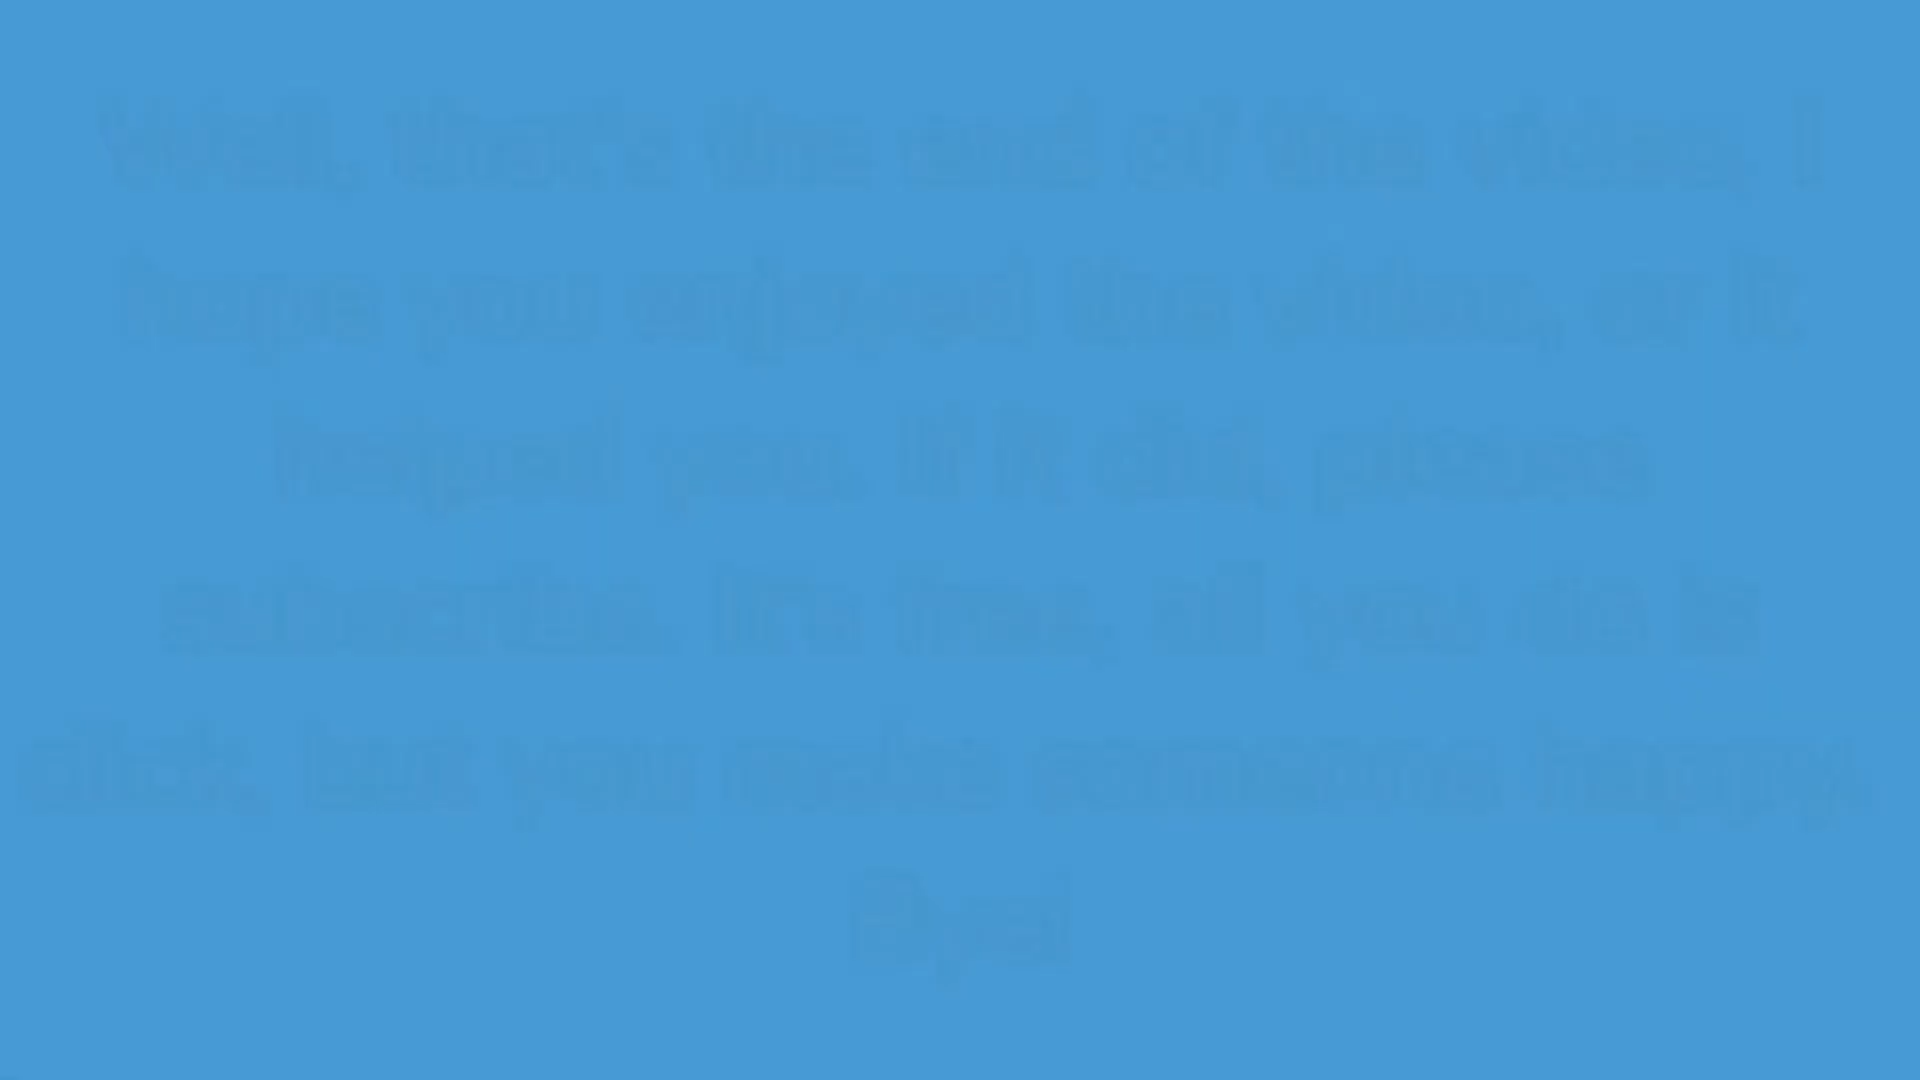 Well, that's the end of the video, I
hope you enjoyed the video, or it
helped you. If it did, please
subscribe. It's free, all you do is
click, but you make someone happy.
Bye!